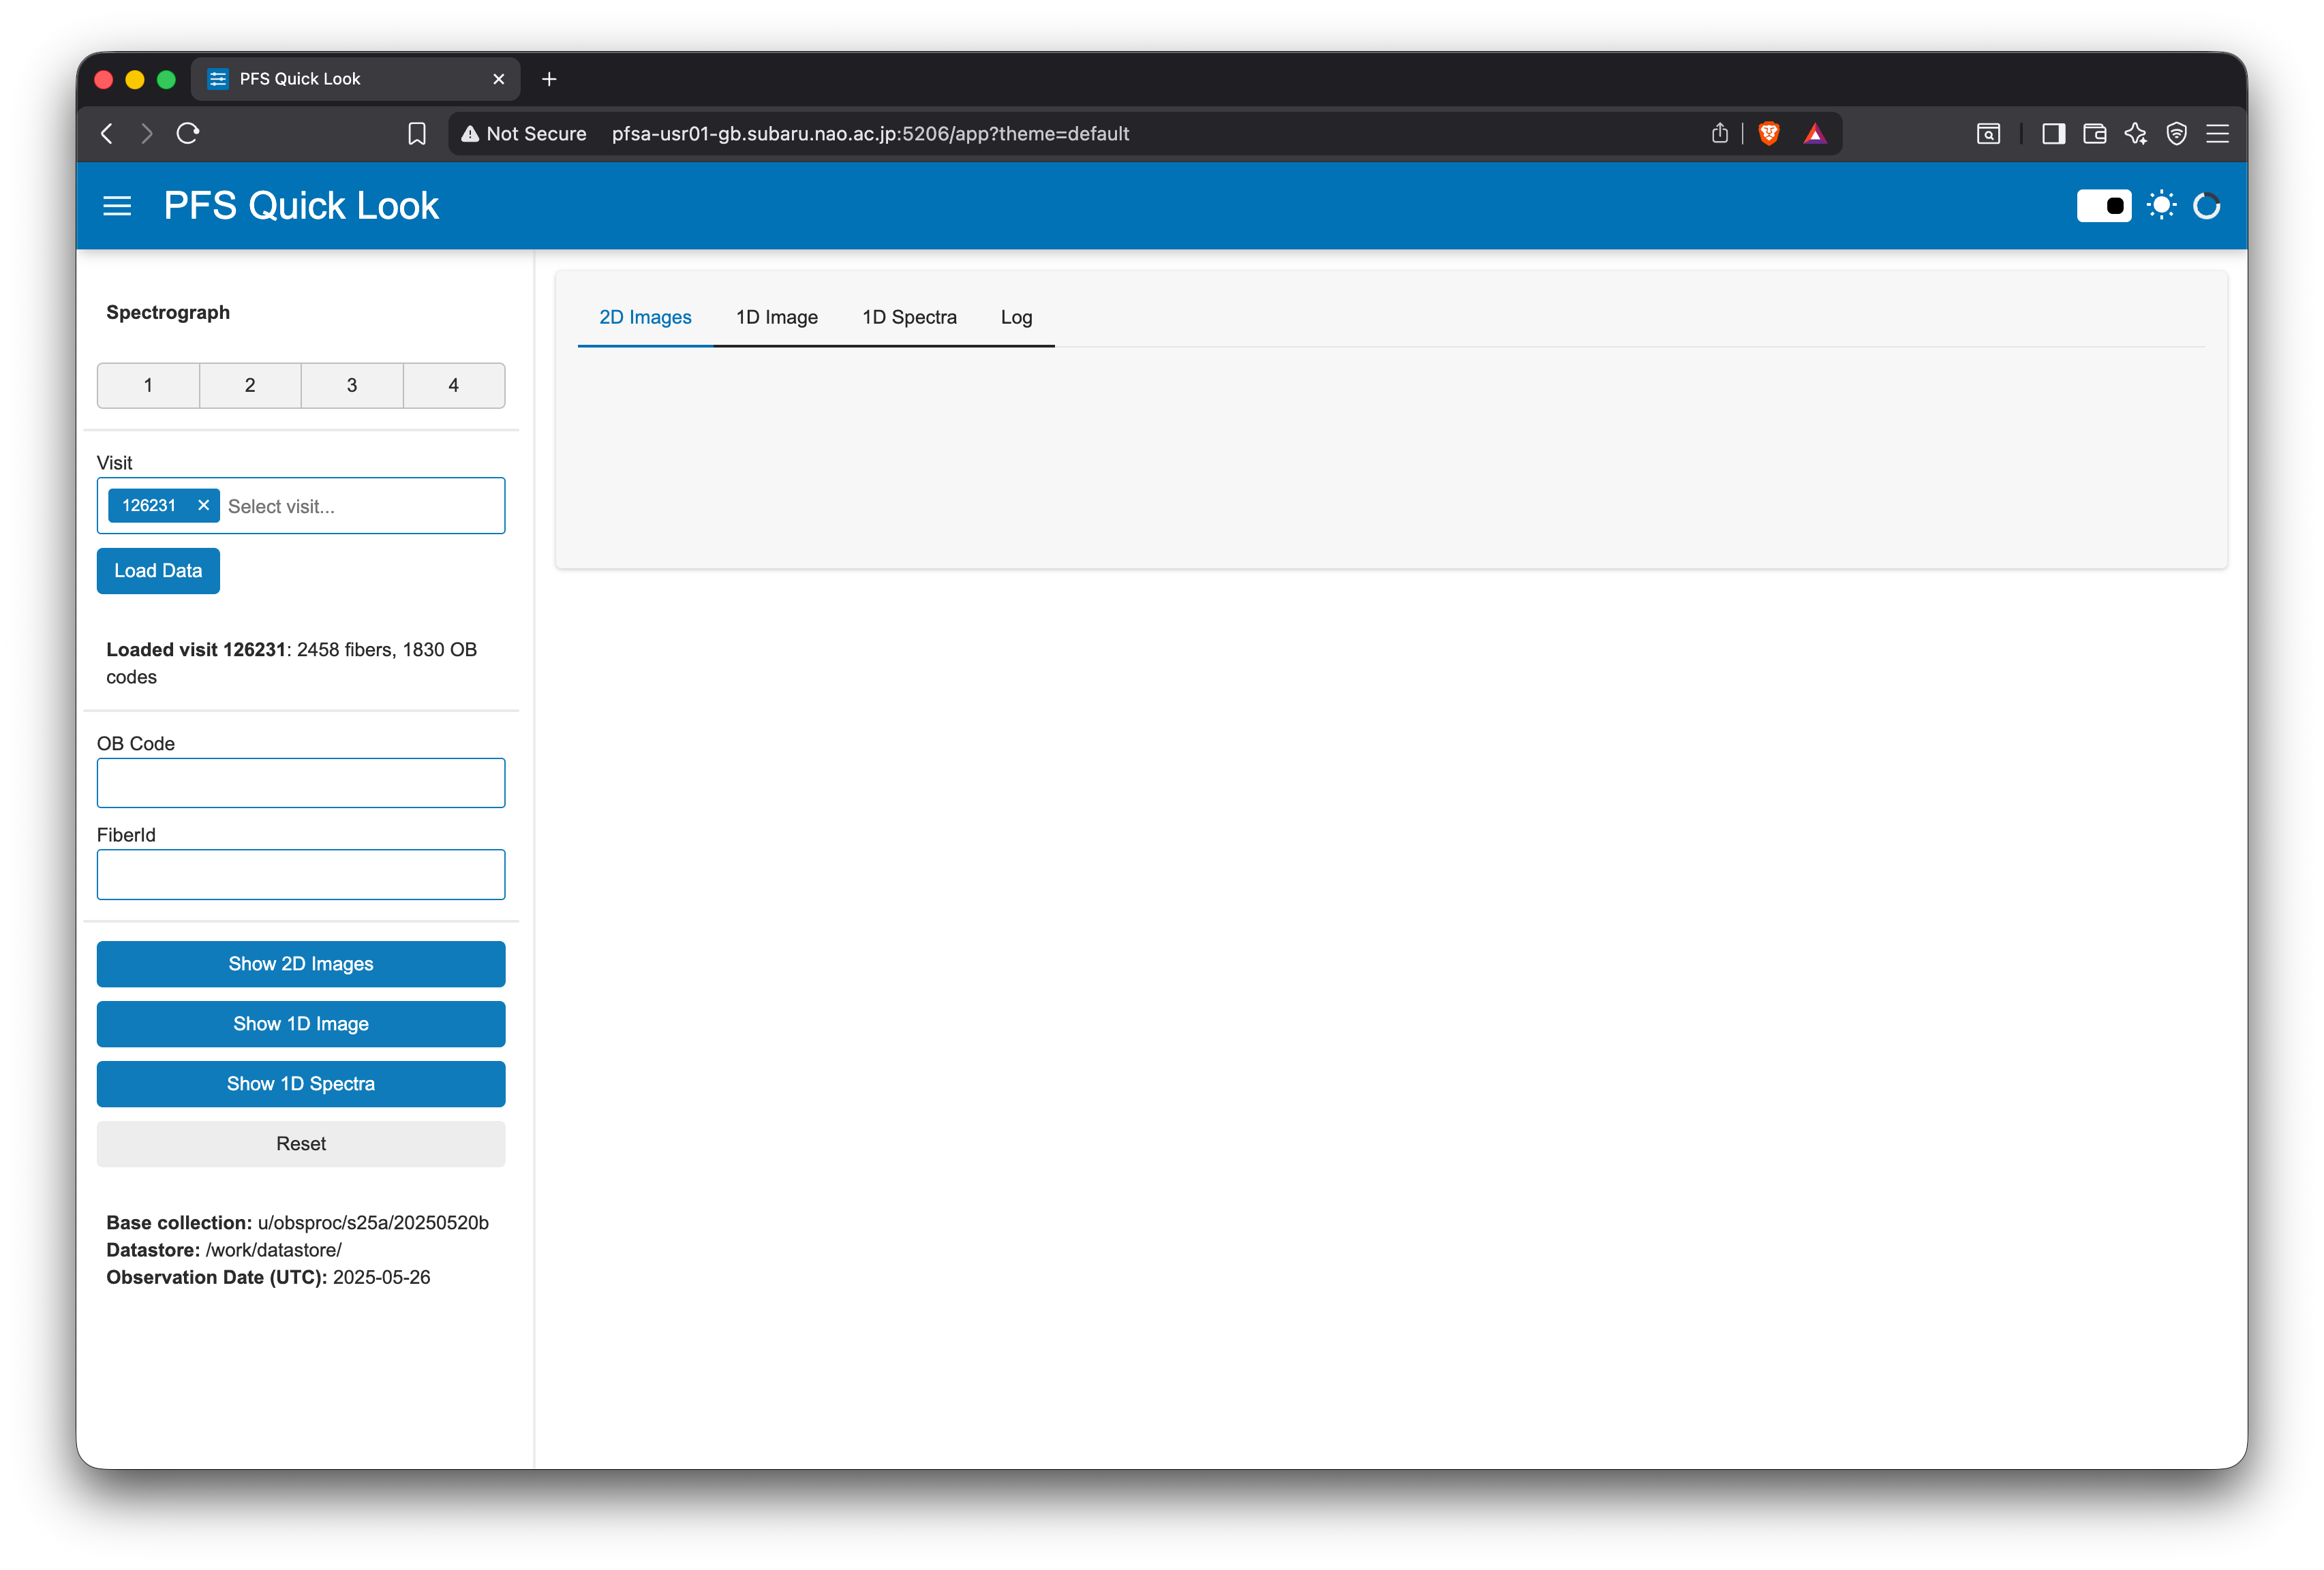 PFS Quick Look
Not Secure pfsa-usr01-gb.subaru.nao.ac.jp:5206/app?theme=default
PFS Quick Look
Spectrograph
1 2 3 4
Visit
126231 Select visit...
Load Data
Loaded visit 126231: 2458 fibers, 1830 OB
codes
OB Code
FiberId
Show 2D Images
Show 1D Image
Show 1D Spectra
Reset
Base collection: u/obsproc/s25a/20250520b
Datastore: /work/datastore/
Observation Date (UTC): 2025-05-26
2D Images 1D Image 1D Spectra Log